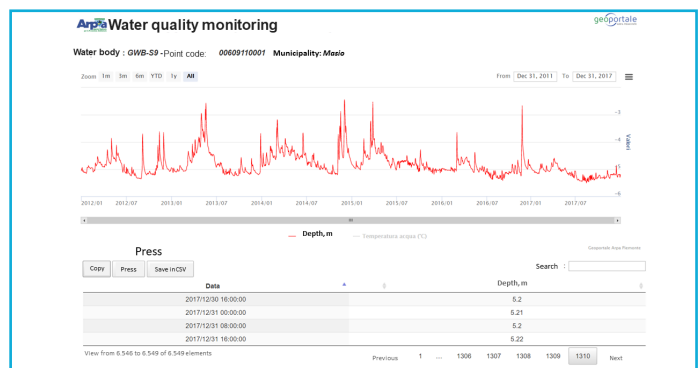 Arpa Water quality monitoring
geoportale
Water body : GWB-S9 -Point code: 00609110001 Municipality: Masio
Zoom 1m 3m 6m YTD 1y All From Dec 31, 2011 To Dec 31, 2017
-3
-4
-5
-6
Valori
2012/01 2012/07 2013/01 2013/07 2014/01 2014/07 2015/01 2015/07 2016/01 2016/07 2017/01 2017/07
Depth, m Temperatura acqua (°C)
Geoportale Arpa Piemonte
Press
Copy Press Save inCSV Search :
Data Depth, m
2017/12/30 16:00:00 5.2
2017/12/31 00:00:00 5.21
2017/12/31 08:00:00 5.2
2017/12/31 16:00:00 5.22
View from 6.546 to 6.549 of 6.549 elements
Previous 1 ... 1306 1307 1308 1309 1310 Next